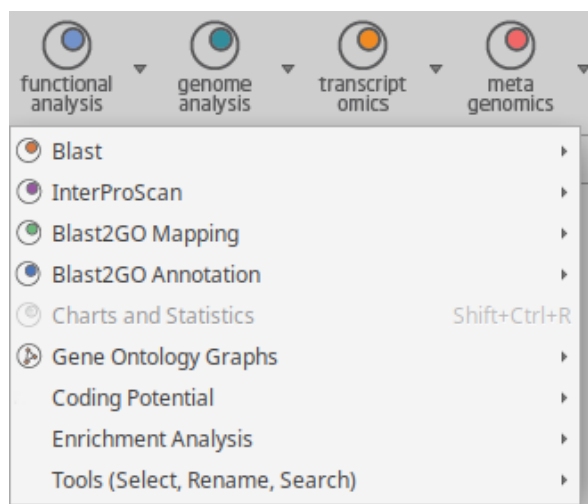 functional
analysis
genome
analysis
transcript
omics
meta
genomics
Blast
InterProScan
Blast2GO Mapping
Blast2GO Annotation
Charts and Statistics Shift+Ctrl+R
Gene Ontology Graphs
Coding Potential
Enrichment Analysis
Tools (Select, Rename, Search)